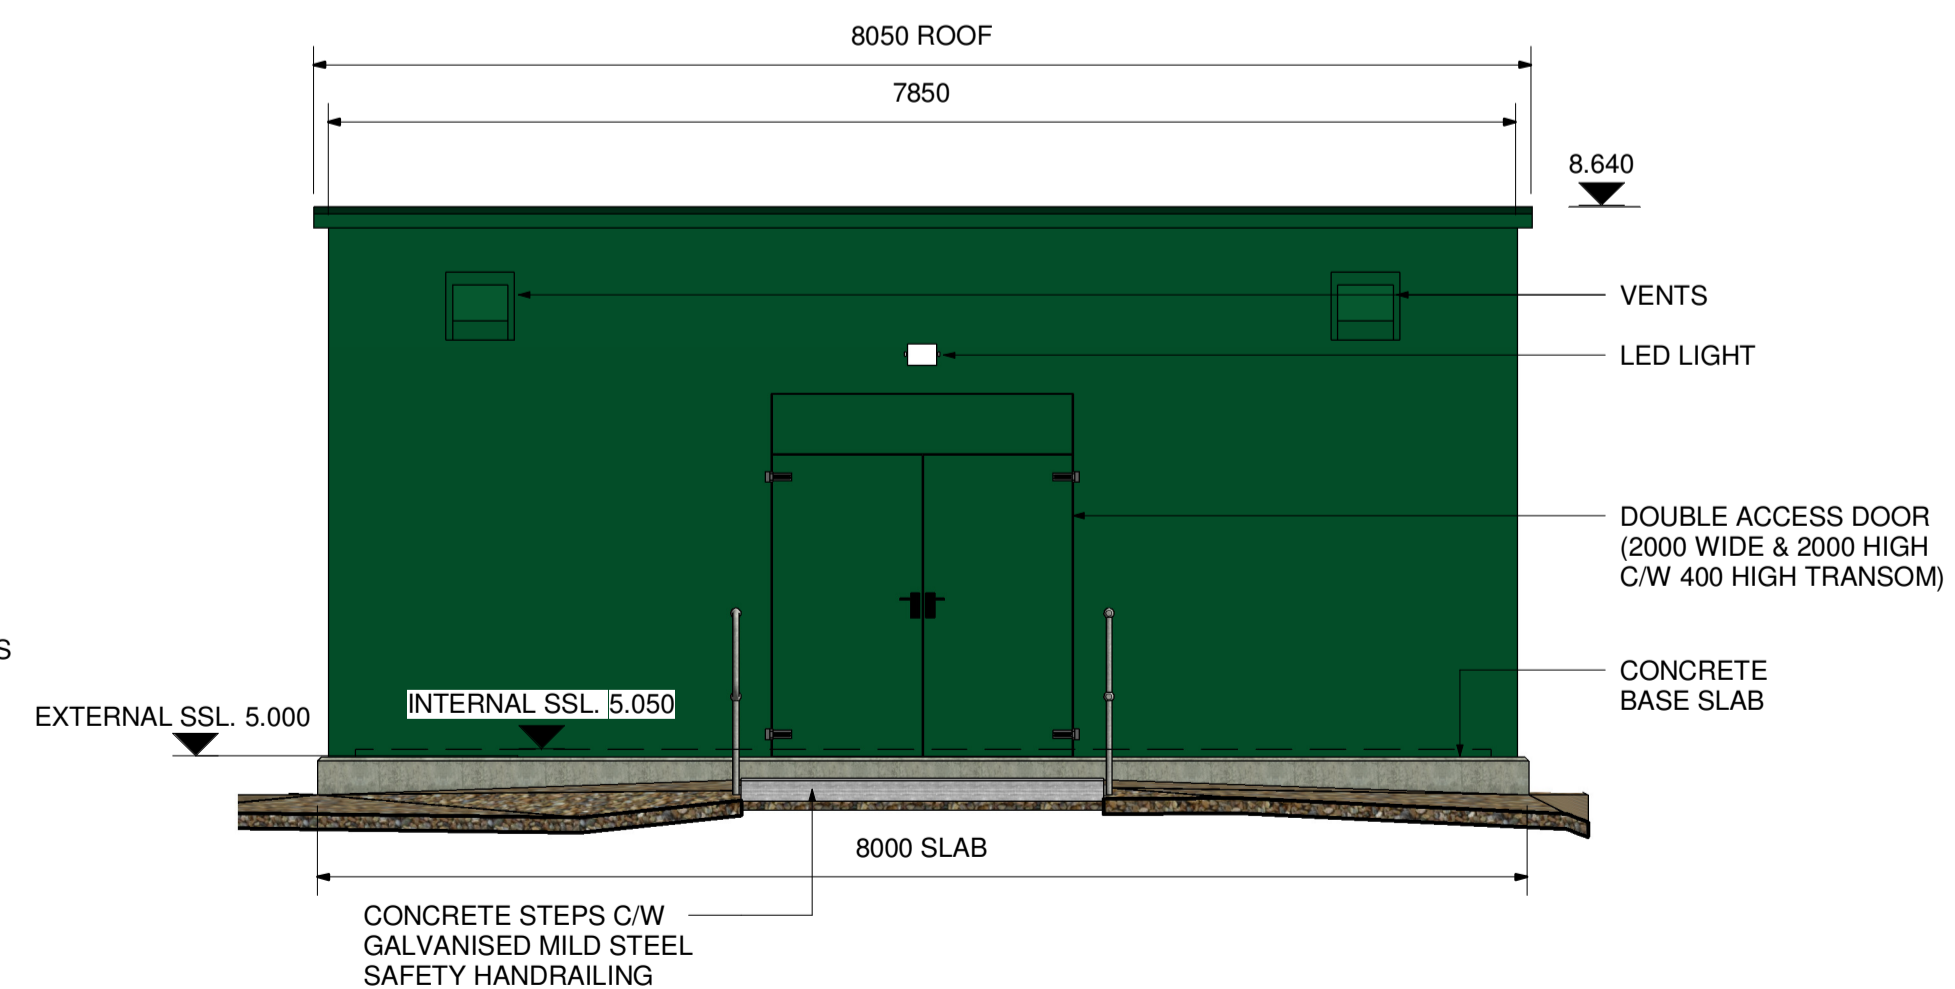 8050 ROOF
7850
8.640
VENTS
LED LIGHT
DOUBLE ACCESS DOOR
(2000 WIDE & 2000 HIGH
C/W 400 HIGH TRANSOM)
S
CONCRETE
BASE SLAB
INTERNAL SSL. 5.050
EXTERNAL SSL. 5.000
8000 SLAB
CONCRETE STEPS C/W
GALVANISED MILD STEEL
SAFETY HANDRAILING